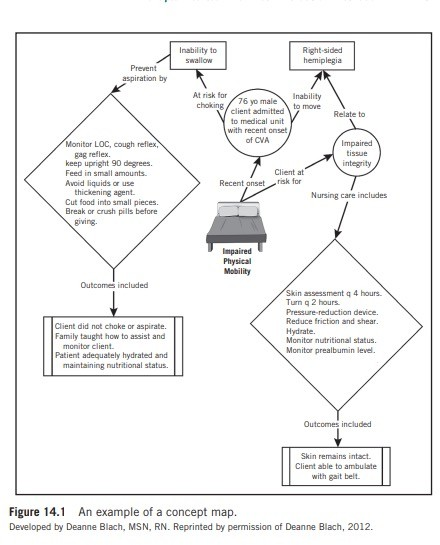 Inability to
swallow
Right-sided
hemiplegia
Prevent
aspiration by
At risk for
choking
76 yo male
client admitted
to medical unit
with recent onset
of CVA
Inability
to move
Relate to
Monitor LOC, cough reflex,
gag reflex.
keep upright 90 degrees.
Feed in small amounts.
Avoid liquids or use
thickening agent.
Cut food into small pieces.
Break or crush pills before
giving.
Impaired
tissue
integrity
Client at
risk for
Recent onset
Nursing care includes
Impaired
Physical
Mobility
Outcomes included
Skin assessment q 4 hours.
Turn q 2 hours.
Pressure-reduction device.
Reduce friction and shear.
Hydrate.
Monitor nutritional status.
Monitor prealbumin level.
Client did not choke or aspirate.
Family taught how to assist and
monitor client.
Patient adequately hydrated and
maintaining nutritional status.
Outcomes included
Skin remains intact.
Client able to ambulate
with gait belt.
Figure 14.1 An example of a concept map.
Developed by Deanne Blach, MSN, RN. Reprinted by permission of Deanne Blach, 2012.